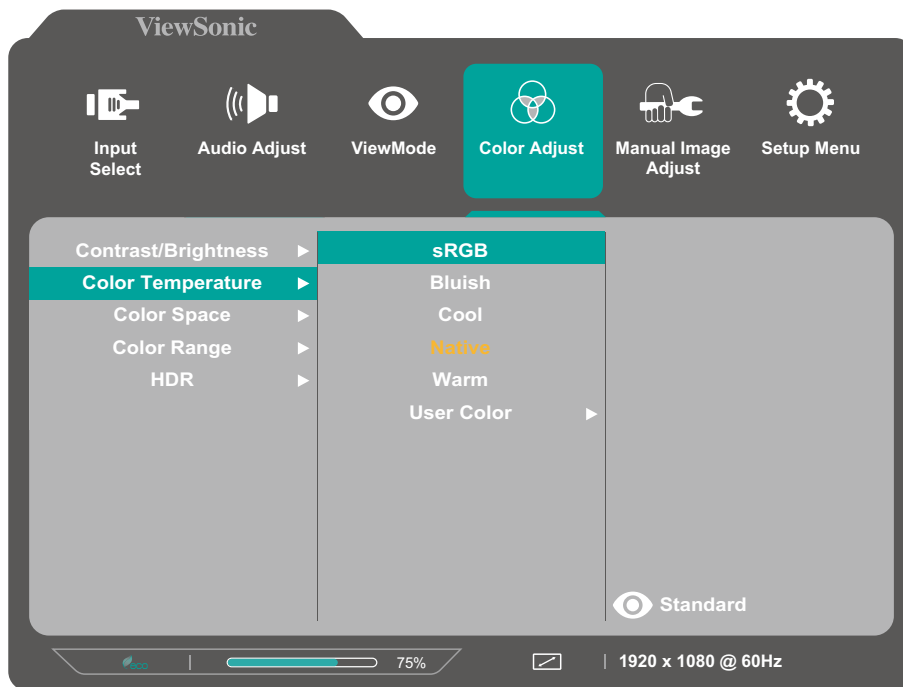 ViewSonic
Input Select
Audio Adjust
ViewMode
Color Adjust
Manual Image Adjust
Setup Menu
Contrast/Brightness
Color Temperature
Color Space
Color Range
HDR
sRGB
Bluish
Cool
Native
Warm
User Color
Standard
eco
75%
1920 x 1080 @ 60Hz